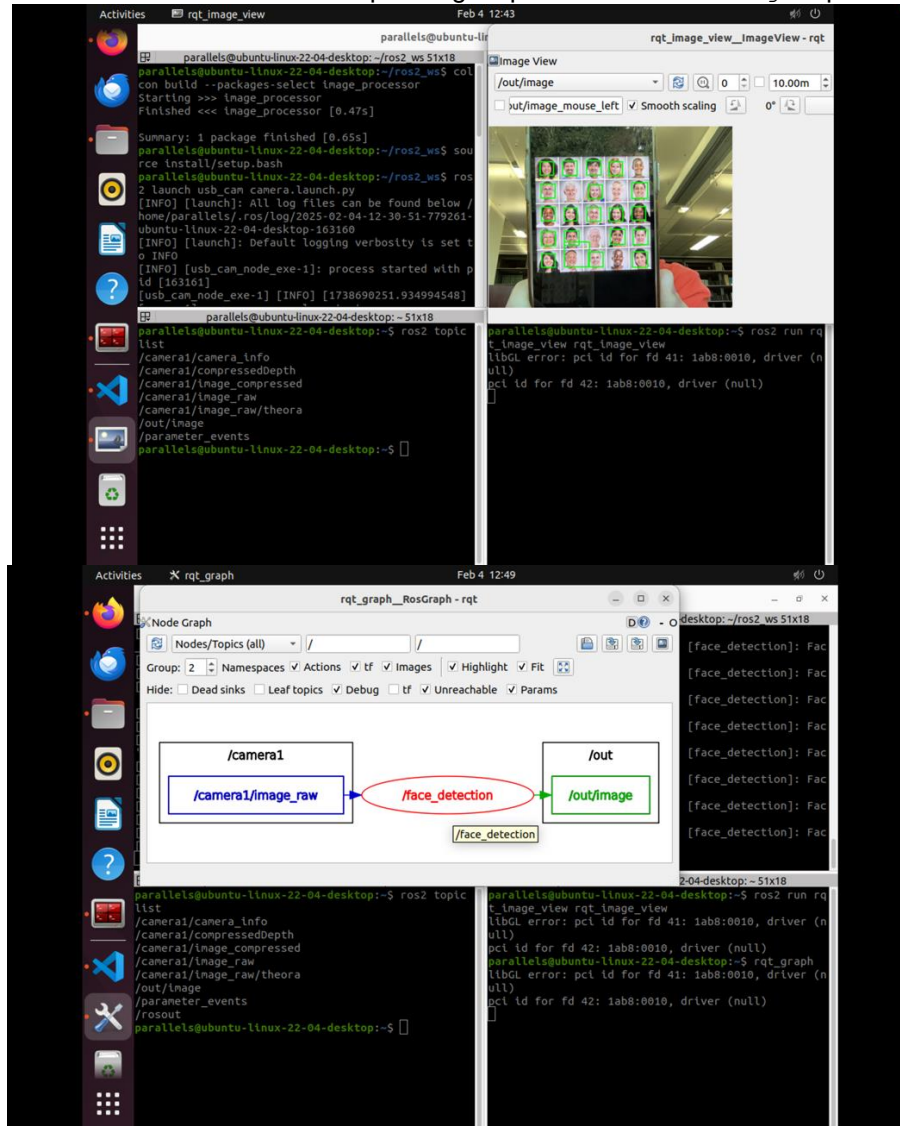 Activities
rqt_image_view
Feb 4 12:43
parallels@ubuntu-lin
rqt_image_view__ImageView - rqt
parallels@ubuntu-linux-22-04-desktop: ~/ros2_ws 51x18
Image View
parallels@ubuntu-linux-22-04-desktop:~/ros2_ws$ col
con build --packages-select image_processor
Starting >>> image_processor
Finished <<< image_processor [0.47s]
Summary: 1 package finished [0.65s]
parallels@ubuntu-linux-22-04-desktop:~/ros2_ws$ sou
rce install/setup.bash
parallels@ubuntu-linux-22-04-desktop:~/ros2_ws$ ros
2 launch usb_cam camera.launch.py
[INFO] [launch]: All log files can be found below /
home/parallels/.ros/log/2025-02-04-12-30-51-779261-
ubuntu-linux-22-04-desktop-163160
[INFO] [launch]: Default logging verbosity is set t
o INFO
[INFO] [usb_cam_node_exe-1]: process started with p
id [163161]
[usb_cam_node_exe-1] [INFO] [1738690251.934994548]
/out/image
0
10.00m
out/image_mouse_left
Smooth scaling
0°
parallels@ubuntu-linux-22-04-desktop: ~ 51x18
parallels@ubuntu-linux-22-04-desktop:~$ ros2 topic
list
/camera1/camera_info
/camera1/compressedDepth
/camera1/image_compressed
/camera1/image_raw
/camera1/image_raw/theora
/out/image
/parameter_events
parallels@ubuntu-linux-22-04-desktop:~$
parallels@ubuntu-linux-22-04-desktop:~$ ros2 run rq
t_image_view rqt_image_view
libGL error: pci id for fd 41: 1ab8:0010, driver (n
ull)
pci id for fd 42: 1ab8:0010, driver (null)
Activities
rqt_graph
Feb 4 12:49
rqt_graph__RosGraph - rqt
desktop: ~/ros2_ws 51x18
Node Graph
D
- O
Nodes/Topics (all)
/
/
Group: 2 Namespaces Actions tf Images Highlight Fit
Hide: Dead sinks Leaf topics Debug tf Unreachable Params
/camera1
/camera1/image_raw
/face_detection
/out
/out/image
/face_detection
[face_detection]: Fac
[face_detection]: Fac
[face_detection]: Fac
[face_detection]: Fac
[face_detection]: Fac
[face_detection]: Fac
[face_detection]: Fac
[face_detection]: Fac
2-04-desktop: ~ 51x18
parallels@ubuntu-linux-22-04-desktop:~$ ros2 topic
list
/camera1/camera_info
/camera1/compressedDepth
/camera1/image_compressed
/camera1/image_raw
/camera1/image_raw/theora
/out/image
/parameter_events
/rosout
parallels@ubuntu-linux-22-04-desktop:~$
parallels@ubuntu-linux-22-04-desktop:~$ ros2 run rq
t_image_view rqt_image_view
libGL error: pci id for fd 41: 1ab8:0010, driver (n
ull)
pci id for fd 42: 1ab8:0010, driver (null)
parallels@ubuntu-linux-22-04-desktop:~$ rqt_graph
libGL error: pci id for fd 41: 1ab8:0010, driver (n
ull)
pci id for fd 42: 1ab8:0010, driver (null)